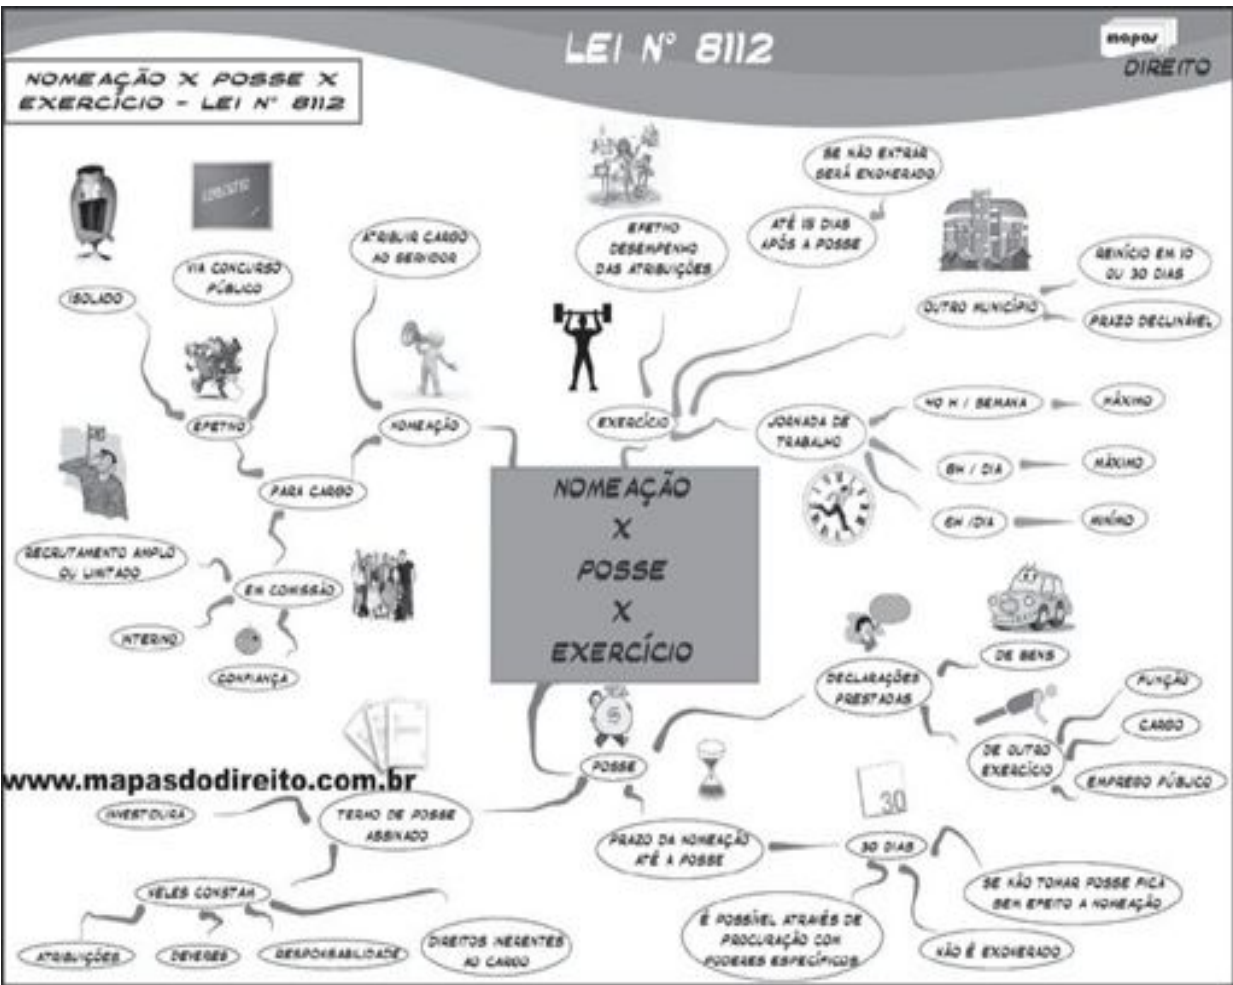 LEI Nº 8112
mapas
DIREITO
NOMEAÇÃO X POSSE X
EXERCÍCIO - LEI Nº 8112
CONCURSO
ISOLADO
VIA CONCURSO
PÚBLICO
ATRIBUIR CARGO
AO SERVIDOR
EFETIVO
NOMEAÇÃO
PARA CARGO
RECRUTAMENTO AMPLO
OU LIMITADO
EM COMISSÃO
INTERNO
CONFIANÇA
EFETIVO
DESEMPENHO
DAS ATRIBUIÇÕES
ATÉ 15 DIAS
APÓS A POSSE
SE NÃO ENTRAR
SERÁ EXONERADO
OUTRO MUNICÍPIO
REINÍCIO EM 10
OU 30 DIAS
PRAZO DECLINÁVEL
EXERCÍCIO
JORNADA DE
TRABALHO
40 H / SEMANA
MÁXIMO
8H / DIA
MÁXIMO
6H /DIA
MINÍMO
NOMEAÇÃO
X
POSSE
X
EXERCÍCIO
DECLARAÇÕES
PRESTADAS
DE BENS
DE OUTRO
EXERCÍCIO
FUNÇÃO
CARGO
EMPREGO PÚBLICO
POSSE
www.mapasdodireito.com.br
INVESTIDURA
TERMO DE POSSE
ASSINADO
NELES CONSTAM
ATRIBUIÇÕES
DEVERES
RESPONSABILIDADE
DIREITOS INERENTES
AO CARGO
PRAZO DA NOMEAÇÃO
ATÉ A POSSE
30
30 DIAS
SE NÃO TOMAR POSSE FICA
SEM EFEITO A NOMEAÇÃO
NÃO É EXONERADO
É POSSÍVEL ATRAVÉS DE
PROCURAÇÃO COM
PODERES ESPECÍFICOS